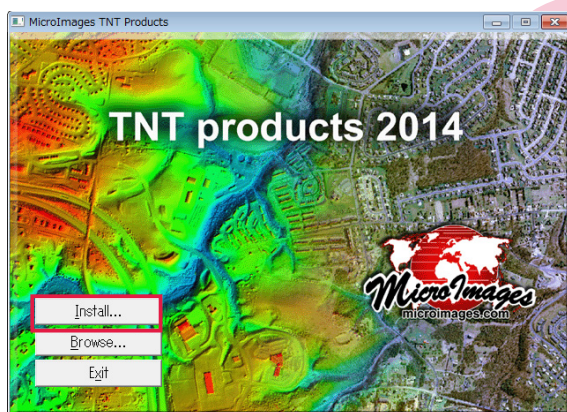 MicroImages TNT Products
TNT products 2014
MicroImages
microimages.com
Install...
Browse...
Exit